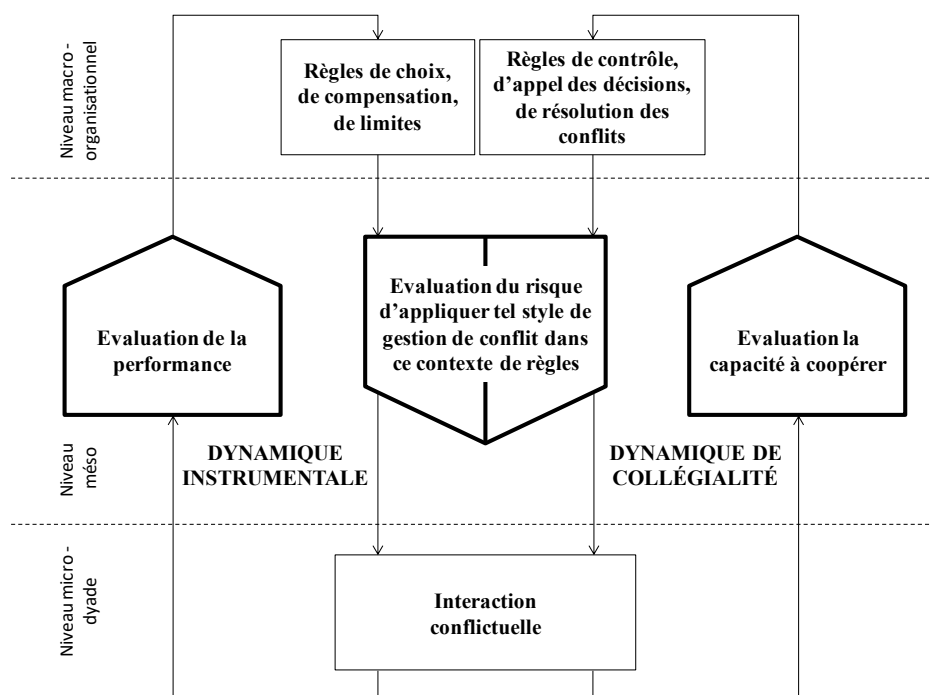 Niveau macro -
organisationnel
Règles de choix,
de compensation,
de limites
Règles de contrôle,
d'appel des décisions,
de résolution des
conflits
Evaluation de la
performance
Evaluation du risque
d'appliquer tel style de
gestion de conflit dans
ce contexte de règles
Evaluation la
capacité à coopérer
Niveau
méso
DYNAMIQUE
INSTRUMENTALE
DYNAMIQUE DE
COLLÉGIALITÉ
Niveau micro -
dyade
Interaction
conflictuelle